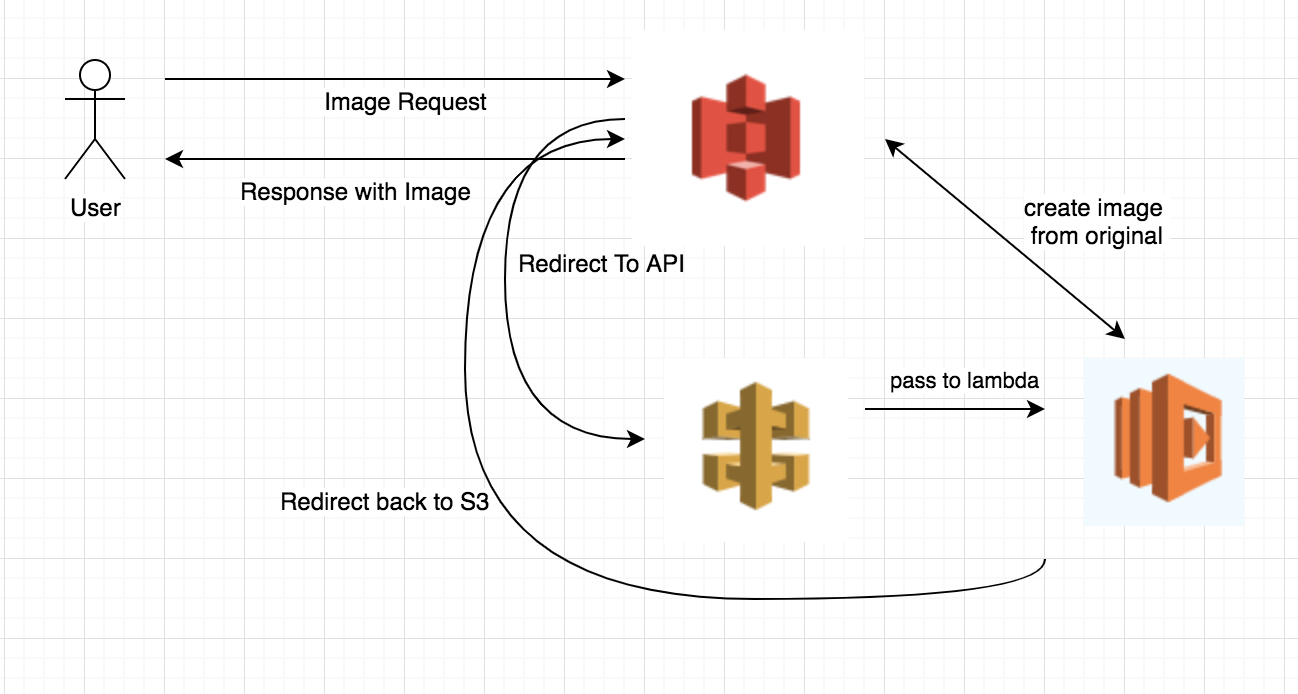 Image Request
Response with Image
User
create image
from original
Redirect To API
pass to lambda
Redirect back to S3